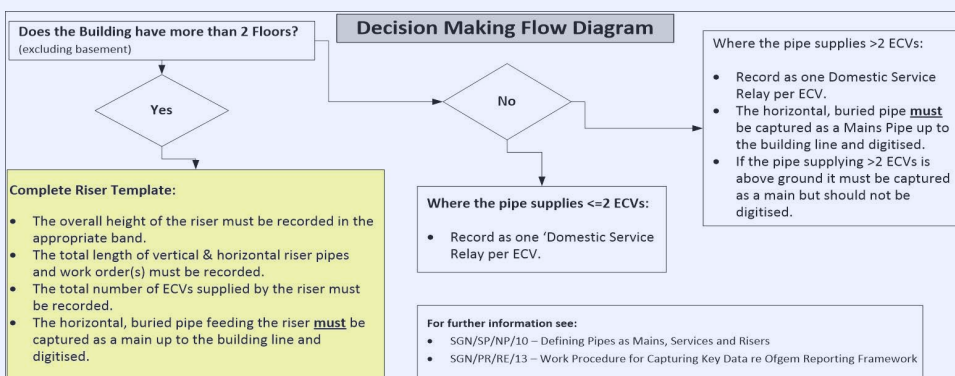 Decision Making Flow Diagram
Does the Building have more than 2 Floors?
(excluding basement)
Yes
No
Complete Riser Template:
• The overall height of the riser must be recorded in the
appropriate band.
• The total length of vertical & horizontal riser pipes
and work order(s) must be recorded.
• The total number of ECVs supplied by the riser must
be recorded.
• The horizontal, buried pipe feeding the riser must be
captured as a main up to the building line and
digitised.
Where the pipe supplies <=2 ECVs:
• Record as one ‘Domestic Service
Relay per ECV.
Where the pipe supplies >2 ECVs:
• Record as one Domestic Service
Relay per ECV.
• The horizontal, buried pipe must
be captured as a Mains Pipe up to
the building line and digitised.
• If the pipe supplying >2 ECVs is
above ground it must be captured
as a main but should not be
digitised.
For further information see:
• SGN/SP/NP/10 – Defining Pipes as Mains, Services and Risers
• SGN/PR/RE/13 – Work Procedure for Capturing Key Data re Ofgem Reporting Framework